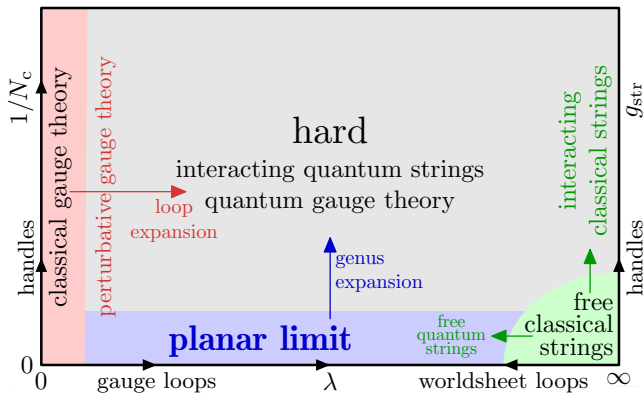 1/N_c
handles
classical gauge theory
perturbative gauge theory
loop
expansion
hard
interacting quantum strings
quantum gauge theory
genus
expansion
planar limit
interacting
classical strings
free
quantum
strings
free
classical
strings
g_str
handles
0
0
gauge loops
λ
worldsheet loops
∞